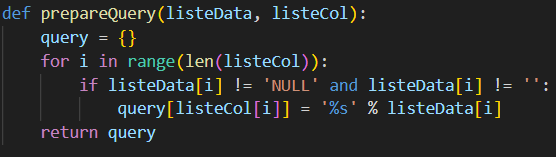 def prepareQuery(listeData, listeCol):
    query = {}
    for i in range(len(listeCol)):
        if listeData[i] != 'NULL' and listeData[i] != '':
            query[listeCol[i]] = '%s' % listeData[i]
    return query